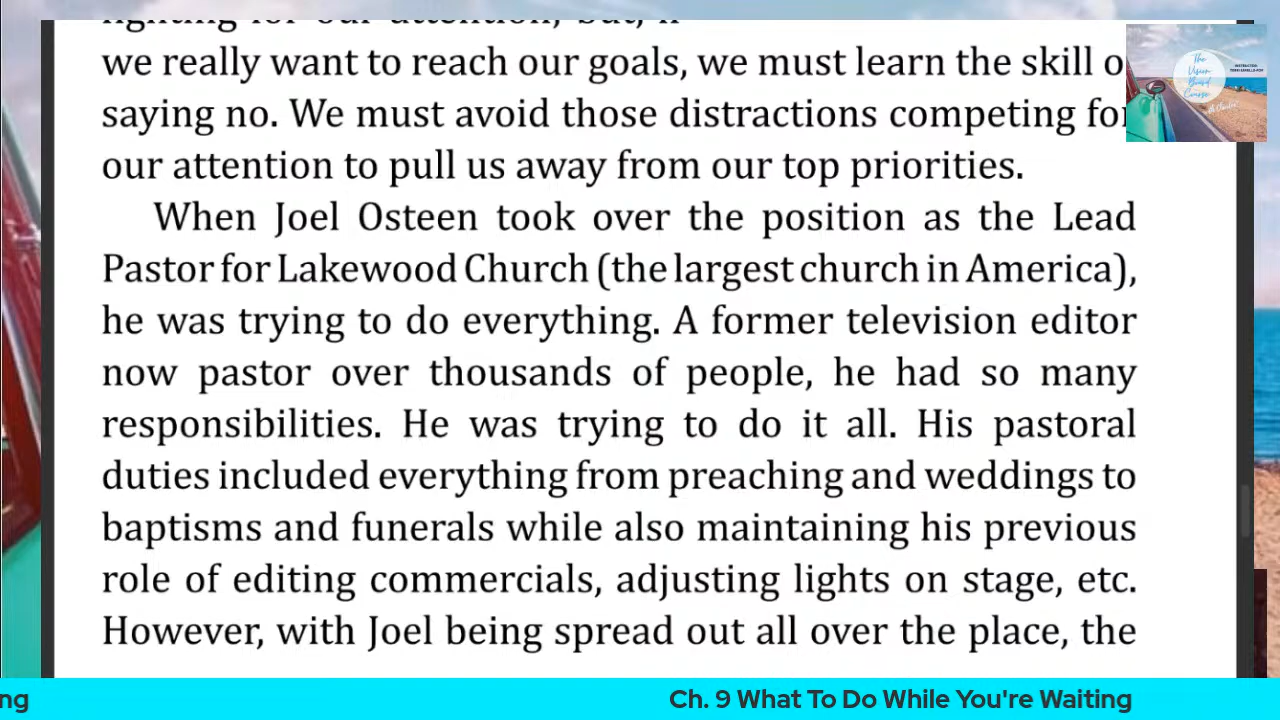 we really want to reach our goals, we must learn the skill o
saying no. We must avoid those distractions competing for
our attention to pull us away from our top priorities.
When Joel Osteen took over the position as the Lead
Pastor for Lakewood Church (the largest church in America),
he was trying to do everything. A former television editor
now pastor over thousands of people, he had so many
responsibilities. He was trying to do it all. His pastoral
duties included everything from preaching and weddings to
baptisms and funerals while also maintaining his previous
role of editing commercials, adjusting lights on stage, etc.
However, with Joel being spread out all over the place, the
The
Vision
Board
Course
INSTRUCTOR:
ng
Ch. 9 What To Do While You're Waiting